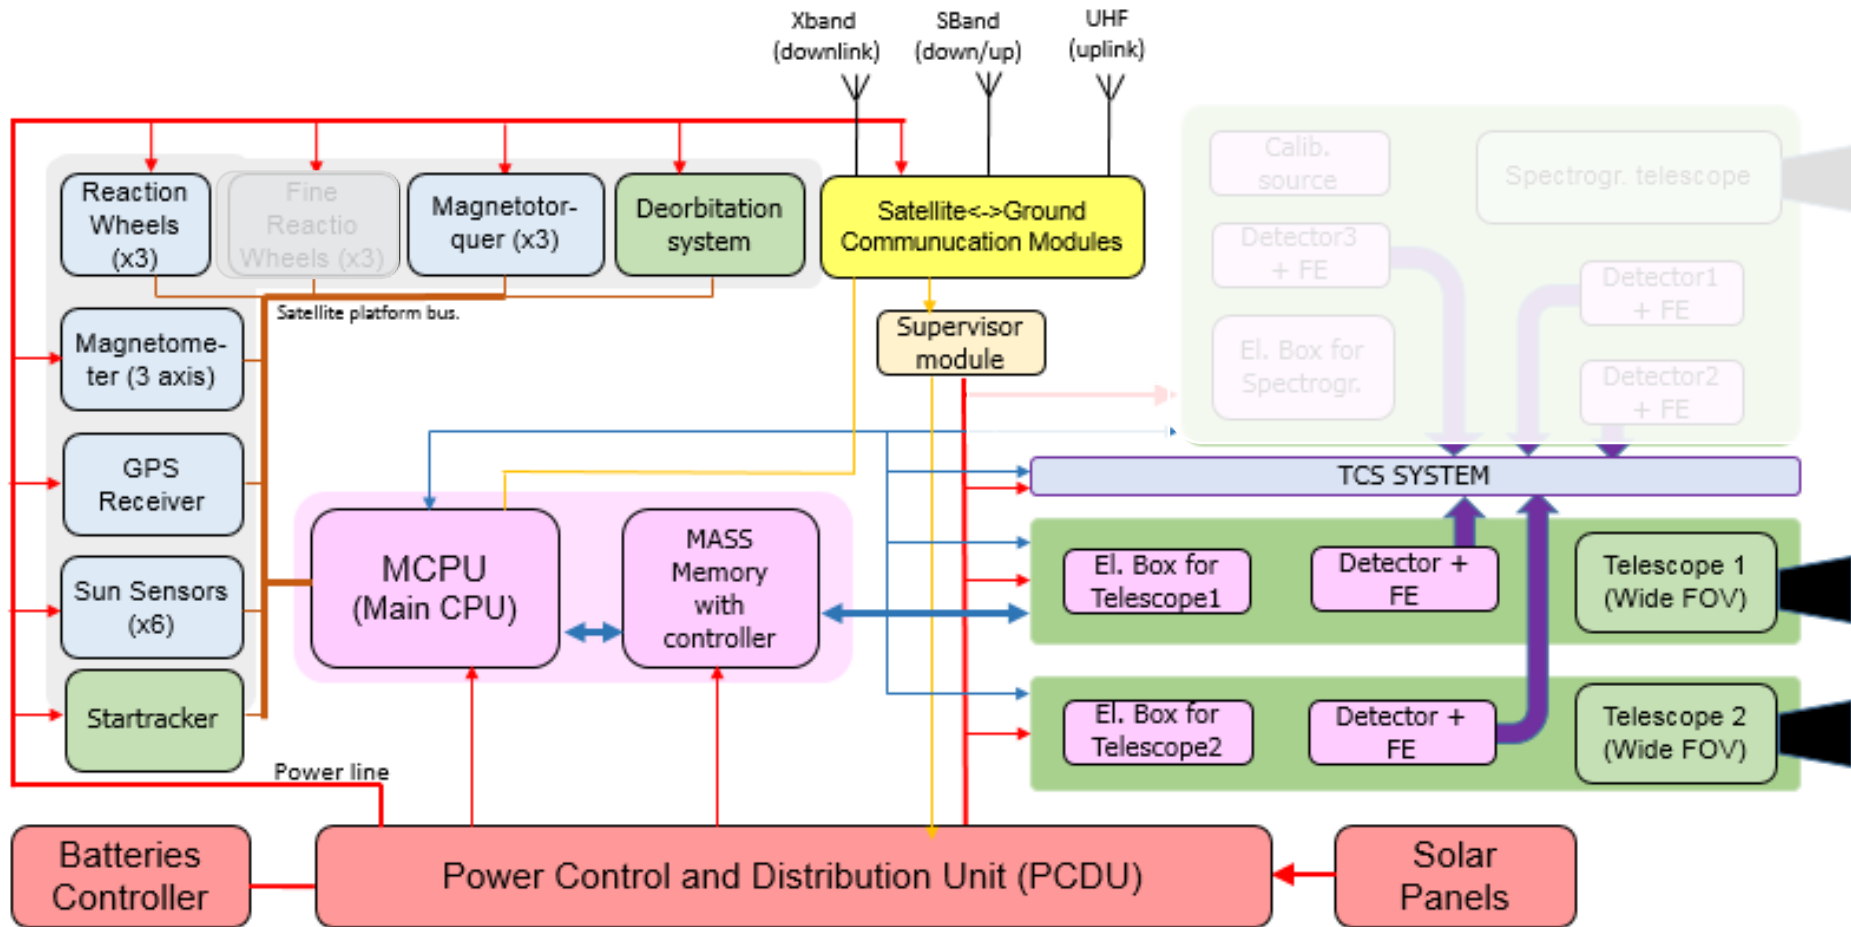 Xband
(downlink)
SBand
(down/up)
UHF
(uplink)
Reaction
Wheels
(x3)
Fine
Reactio
Wheels (x3)
Magnetotor-
quer (x3)
Deorbitation
system
Satellite<->Ground
Communucation Modules
Calib.
source
Spectrogr. telescope
Detector3
+ FE
Detector1
+ FE
El. Box for
Spectrogr.
Detector2
+ FE
Satellite platform bus.
Supervisor
module
Magnetome-
ter (3 axis)
GPS
Receiver
Sun Sensors
(x6)
Startracker
TCS SYSTEM
MCPU
(Main CPU)
MASS
Memory
with
controller
El. Box for
Telescope1
Detector +
FE
Telescope 1
(Wide FOV)
El. Box for
Telescope2
Detector +
FE
Telescope 2
(Wide FOV)
Power line
Batteries
Controller
Power Control and Distribution Unit (PCDU)
Solar
Panels